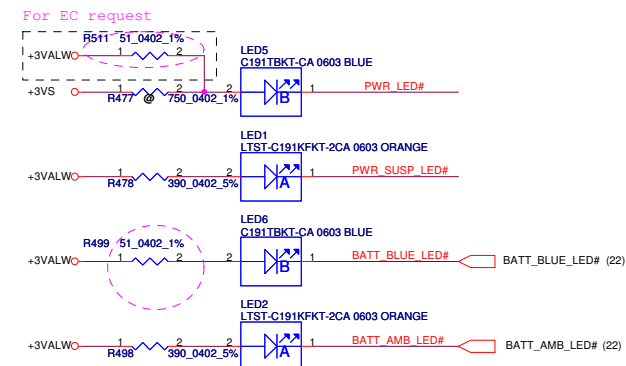 For EC request
R511 51_0402_1%
LED5
C191TBKT-CA 0603 BLUE
+3VALW 1 2
+3VS 1 2 2 B 1 PWR_LED#
R477 @ 750_0402_1%
LED1
LTST-C191KFKT-2CA 0603 ORANGE
+3VALW 1 2 2 A 1 PWR_SUSP_LED#
R478 390_0402_5%
LED6
C191TBKT-CA 0603 BLUE
R499 51_0402_1%
+3VALW 1 2 2 B 1 BATT_BLUE_LED# BATT_BLUE_LED# (22)
LED2
LTST-C191KFKT-2CA 0603 ORANGE
+3VALW 1 2 2 A 1 BATT_AMB_LED# BATT_AMB_LED# (22)
R498 390_0402_5%